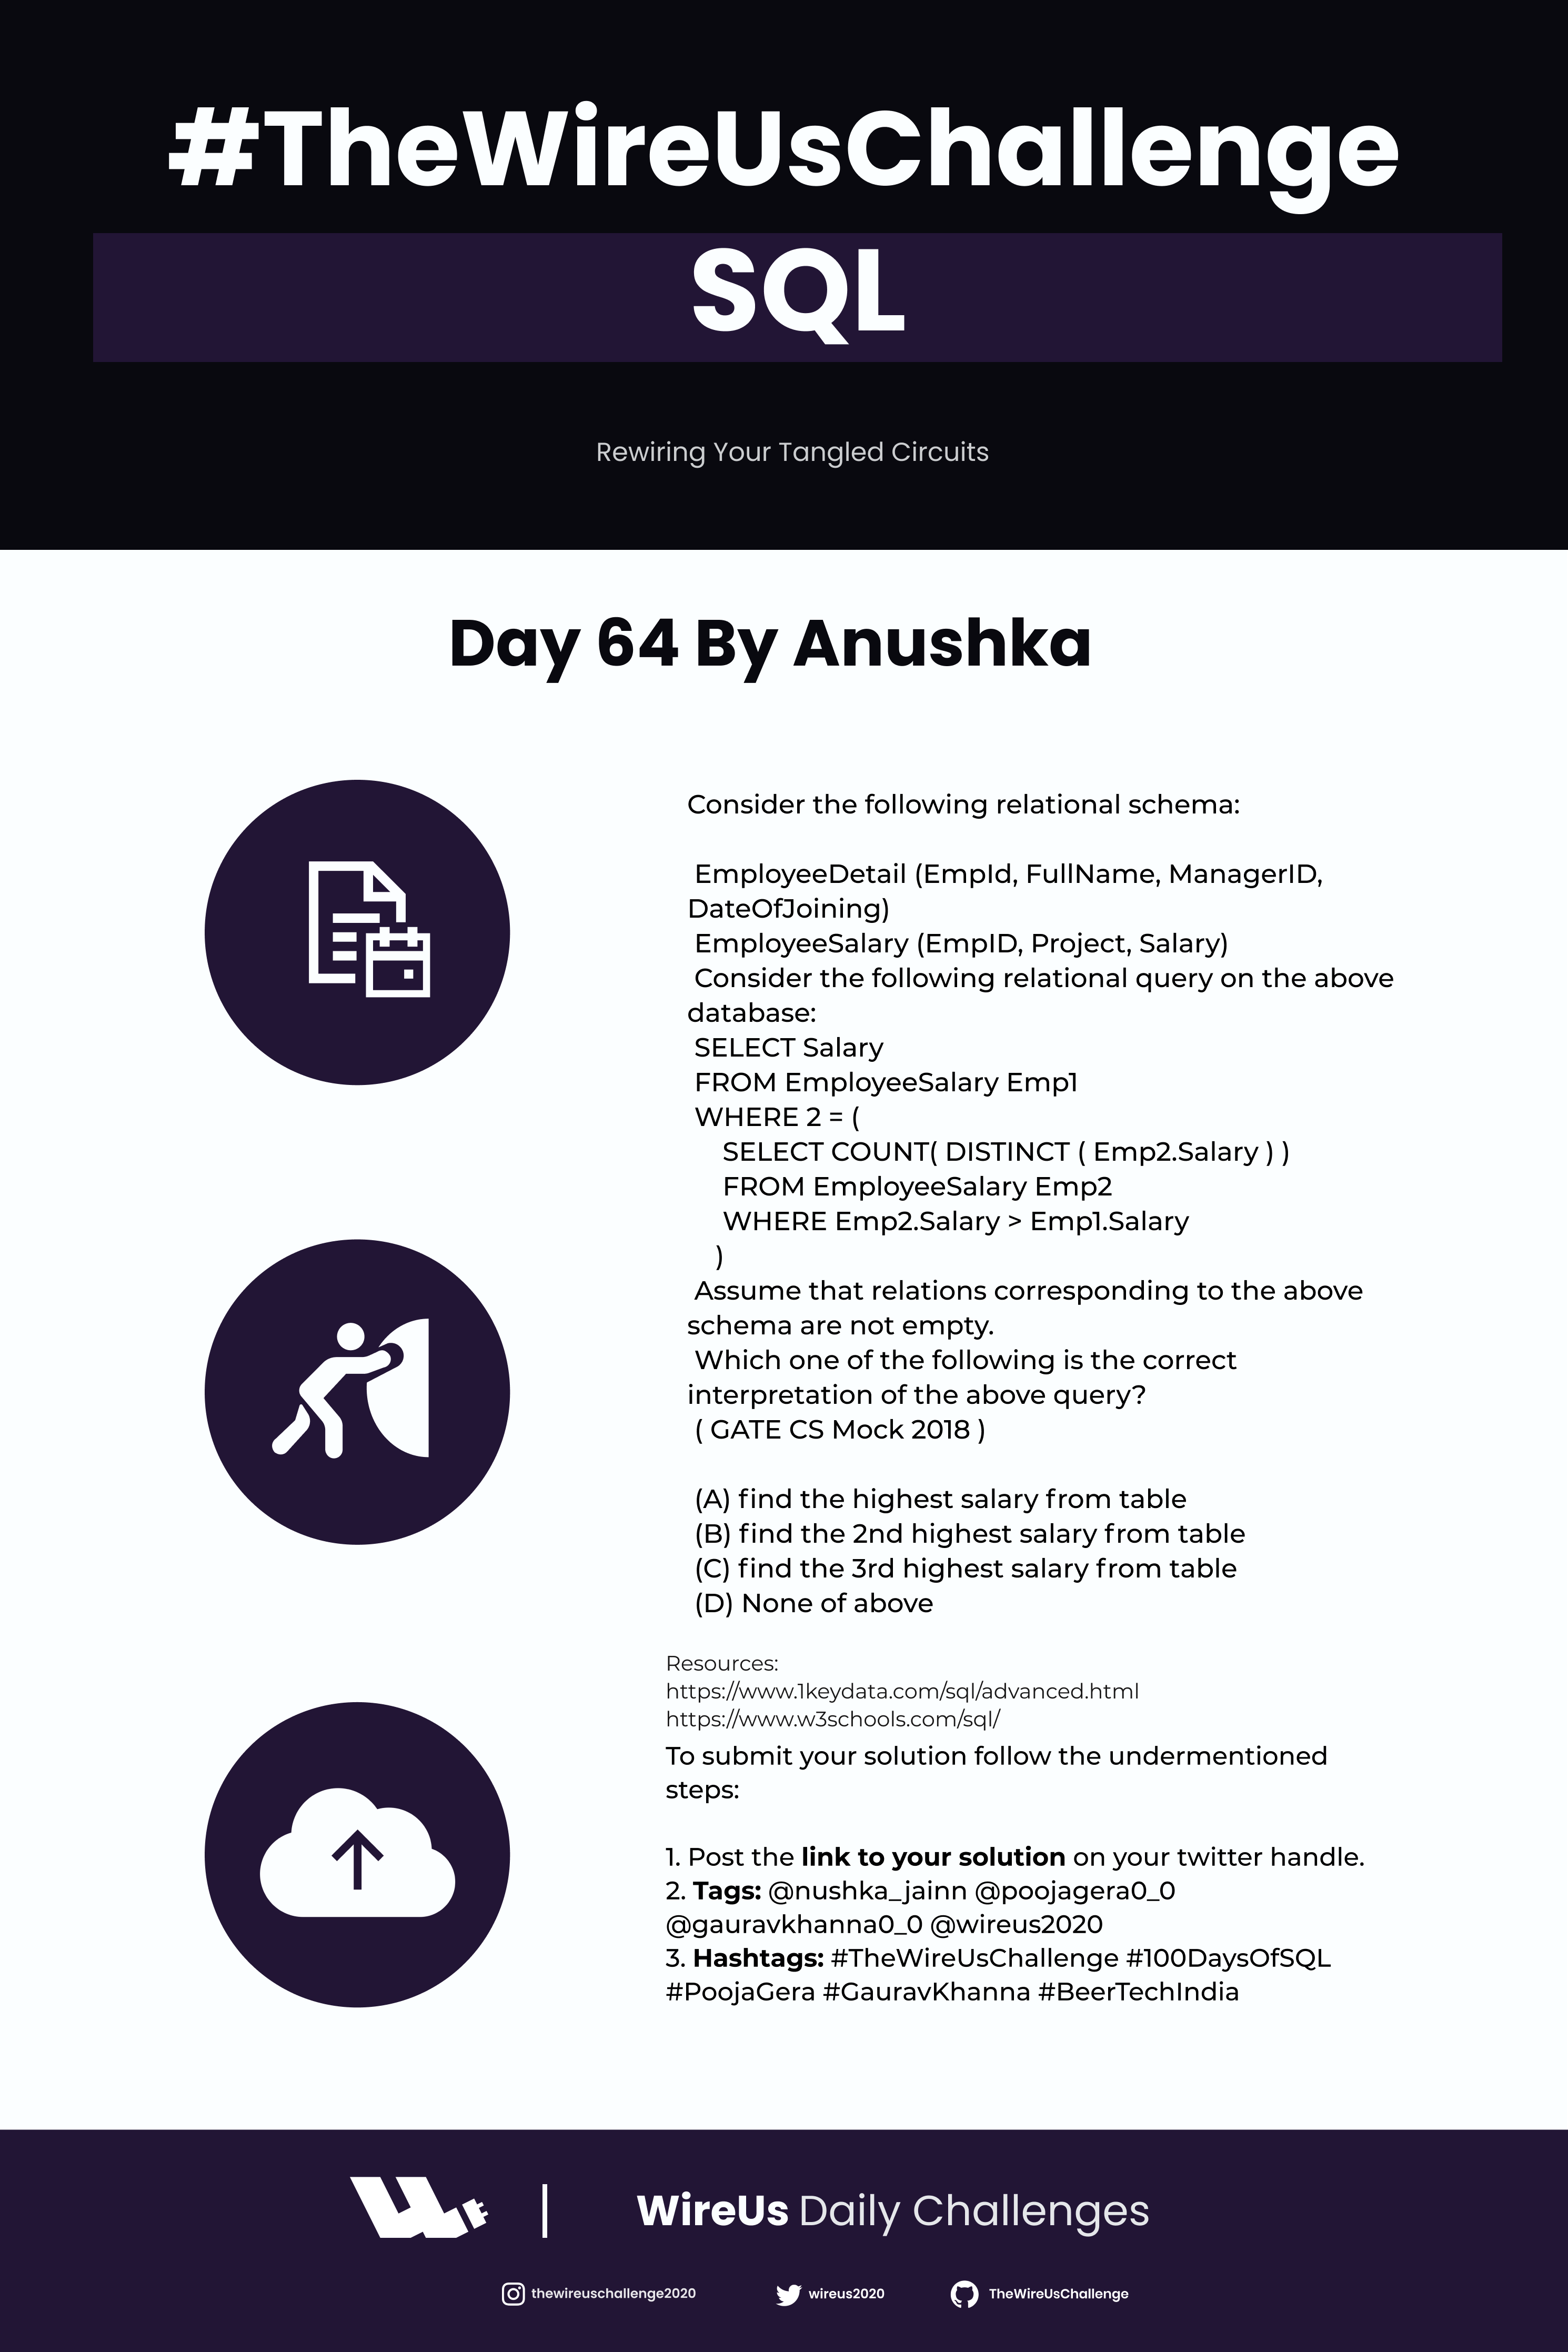 #TheWireUsChallenge
SQL
Rewiring Your Tangled Circuits
Day 64 By Anushka
Consider the following relational schema:
EmployeeDetail (EmpId, FullName, ManagerID,
DateOfJoining)
EmployeeSalary (EmpID, Project, Salary)
Consider the following relational query on the above
database:
SELECT Salary
FROM EmployeeSalary Emp1
WHERE 2 = (
SELECT COUNT( DISTINCT ( Emp2.Salary ) )
FROM EmployeeSalary Emp2
WHERE Emp2.Salary > Emp1.Salary
)
Assume that relations corresponding to the above
schema are not empty.
Which one of the following is the correct
interpretation of the above query?
( GATE CS Mock 2018 )
(A) find the highest salary from table
(B) find the 2nd highest salary from table
(C) find the 3rd highest salary from table
(D) None of above
Resources:
https://www.1keydata.com/sql/advanced.html
https://www.w3schools.com/sql/
To submit your solution follow the undermentioned
steps:
1. Post the link to your solution on your twitter handle.
2. Tags: @nushka_jainn @poojagera0_0
@gauravkhanna0_0 @wireus2020
3. Hashtags: #TheWireUsChallenge #100DaysOfSQL
#PoojaGera #GauravKhanna #BeerTechIndia
WireUs Daily Challenges
thewireuschallenge2020 wireus2020 TheWireUsChallenge